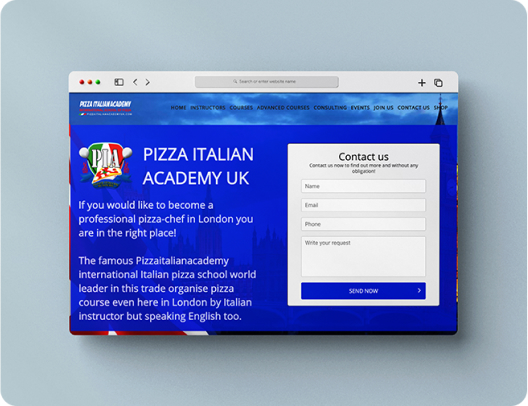 Search or enter website name
PIZZA ITALIAN ACADEMY
HOME INSTRUCTORS COURSES ADVANCED COURSES CONSULTING EVENTS JOIN US CONTACT US SHOP
PIA
PIZZA ITALIAN
ACADEMY UK
If you would like to become a
professional pizza-chef in London you
are in the right place!
The famous Pizzaitalianacademy
international Italian pizza school world
leader in this trade organise pizza
course even here in London by Italian
instructor but speaking English too.
Contact us
Contact us now to find out more and without any
obligation!
Name
Email
Phone
Write your request
SEND NOW